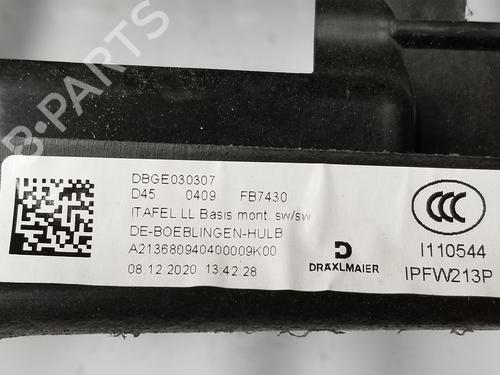 B-PARTS
DBGE030307
D45 0409 FB7430
ITAFEL LL Basis mont. sw/sw
DE-BOEBLINGEN-HULB
A213680940400009K00
08.12.2020 13:42:28
D
DRÄXLMAIER
CCC
I110544
IPFW213P